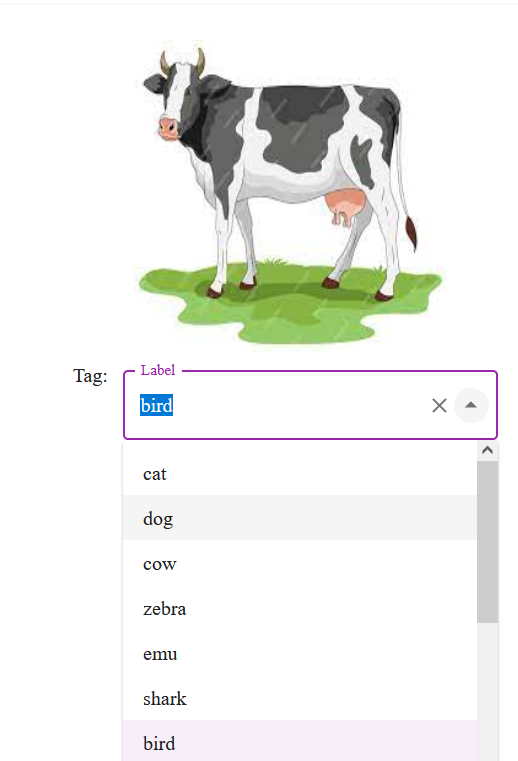 Label
Tag: bird
cat
dog
cow
zebra
emu
shark
bird